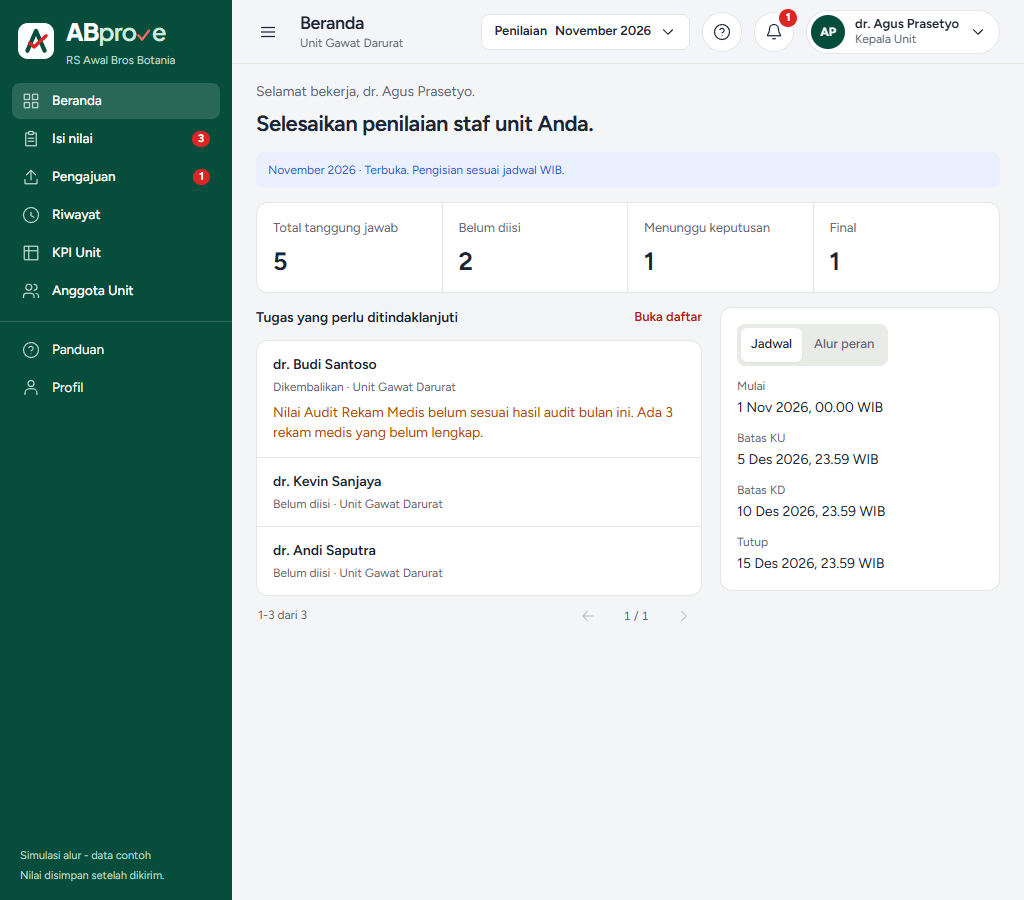 ABprove
RS Awal Bros Botania
Beranda
Isi nilai 3
Pengajuan 1
Riwayat
KPI Unit
Anggota Unit
Panduan
Profil
Simulasi alur - data contoh
Nilai disimpan setelah dikirim.
Beranda
Unit Gawat Darurat
Penilaian November 2026
1
AP
dr. Agus Prasetyo
Kepala Unit
Selamat bekerja, dr. Agus Prasetyo.
Selesaikan penilaian staf unit Anda.
November 2026 · Terbuka. Pengisian sesuai jadwal WIB.
Total tanggung jawab
5
Belum diisi
2
Menunggu keputusan
1
Final
1
Tugas yang perlu ditindaklanjuti
Buka daftar
dr. Budi Santoso
Dikembalikan · Unit Gawat Darurat
Nilai Audit Rekam Medis belum sesuai hasil audit bulan ini. Ada 3
rekam medis yang belum lengkap.
dr. Kevin Sanjaya
Belum diisi · Unit Gawat Darurat
dr. Andi Saputra
Belum diisi · Unit Gawat Darurat
1-3 dari 3
1 / 1
Jadwal
Alur peran
Mulai
1 Nov 2026, 00.00 WIB
Batas KU
5 Des 2026, 23.59 WIB
Batas KD
10 Des 2026, 23.59 WIB
Tutup
15 Des 2026, 23.59 WIB